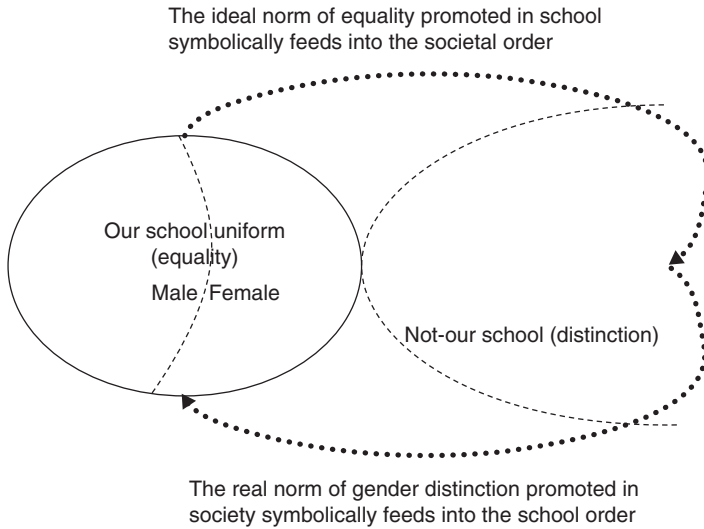 The ideal norm of equality promoted in school
symbolically feeds into the societal order
Our school uniform
(equality)
Male Female
Not-our school (distinction)
The real norm of gender distinction promoted in
society symbolically feeds into the school order